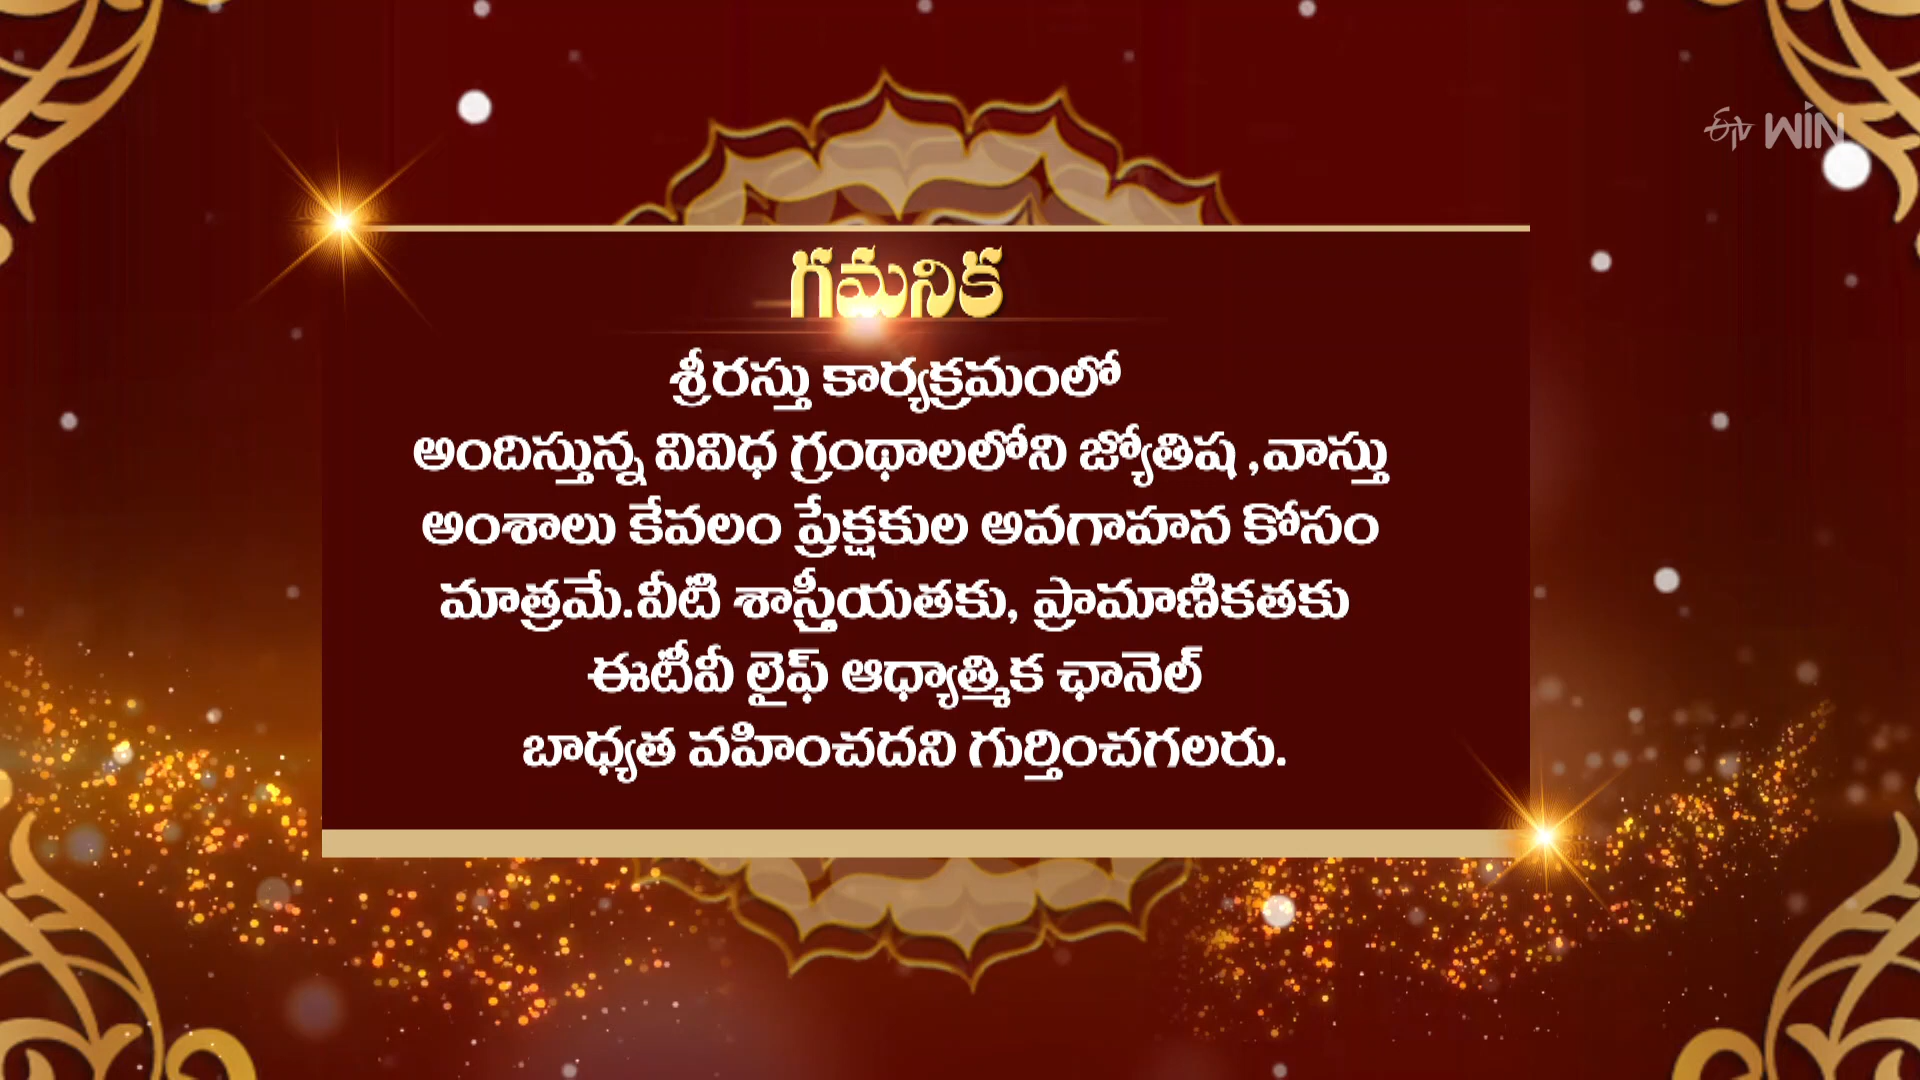 ఈtv WIN
గమనిక
శ్రీరస్తు కార్యక్రమంలో
అందిస్తున్న వివిధ గ్రంథాలలోని జ్యోతిష ,వాస్తు
అంశాలు కేవలం ప్రేక్షకుల అవగాహన కోసం
మాత్రమే.వీటి శాస్త్రీయతకు, ప్రామాణికతకు
ఈటీవీ లైఫ్ ఆధ్యాత్మిక ఛానెల్
బాధ్యత వహించదని గుర్తించగలరు.